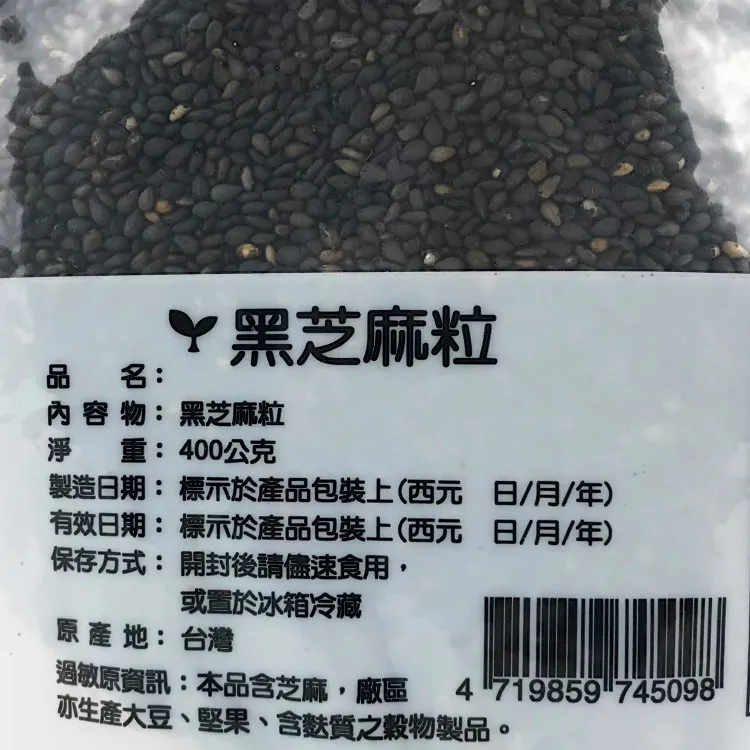 黑芝麻粒
品 名：
內容物：黑芝麻粒
淨 重：400公克
製造日期：標示於產品包裝上(西元 日/月/年)
有效日期：標示於產品包裝上(西元 日/月/年)
保存方式：開封後請儘速食用，
或置於冰箱冷藏
原產地：台灣
過敏原資訊：本品含芝麻，廠區
亦生產大豆、堅果、含麩質之穀物製品。
4 719859 745098